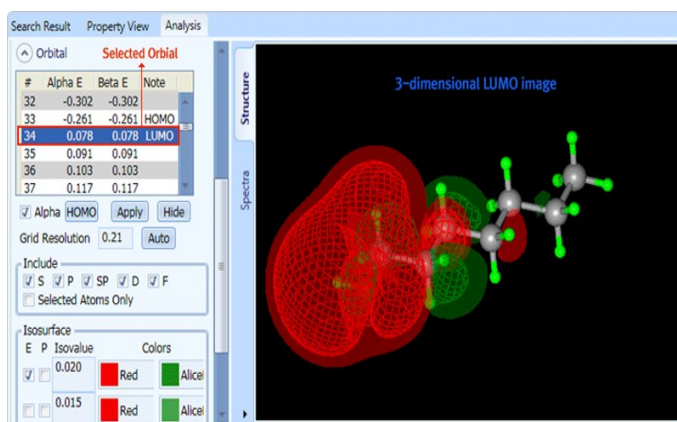 Search Result Property View Analysis
Orbital Selected Orbial
# Alpha E Beta E Note
32 -0.302 -0.302
33 -0.261 -0.261 HOMO
34 0.078 0.078 LUMO
35 0.091 0.091
36 0.103 0.103
37 0.117 0.117
Alpha HOMO Apply Hide
Grid Resolution 0.21 Auto
Include
S P SP D F
Selected Atoms Only
Isosurface
E P Isovalue Colors
0.020 Red Alice
0.015 Red Alice
Structure
Spectra
3-dimensional LUMO image